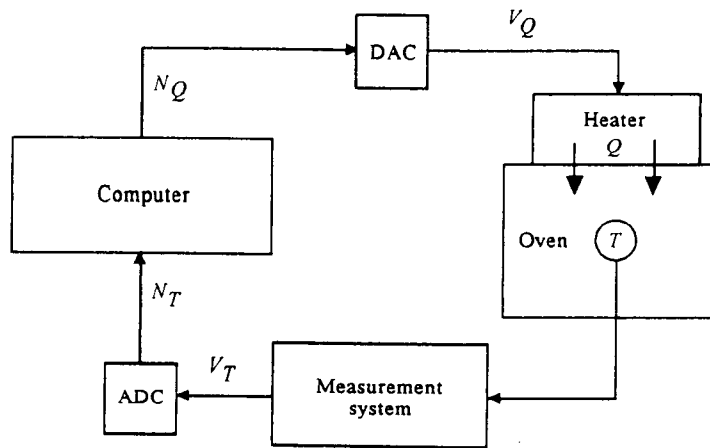 V_Q
DAC
N_Q
Heater
Q
Computer
Oven
T
N_T
V_T
ADC
Measurement
system